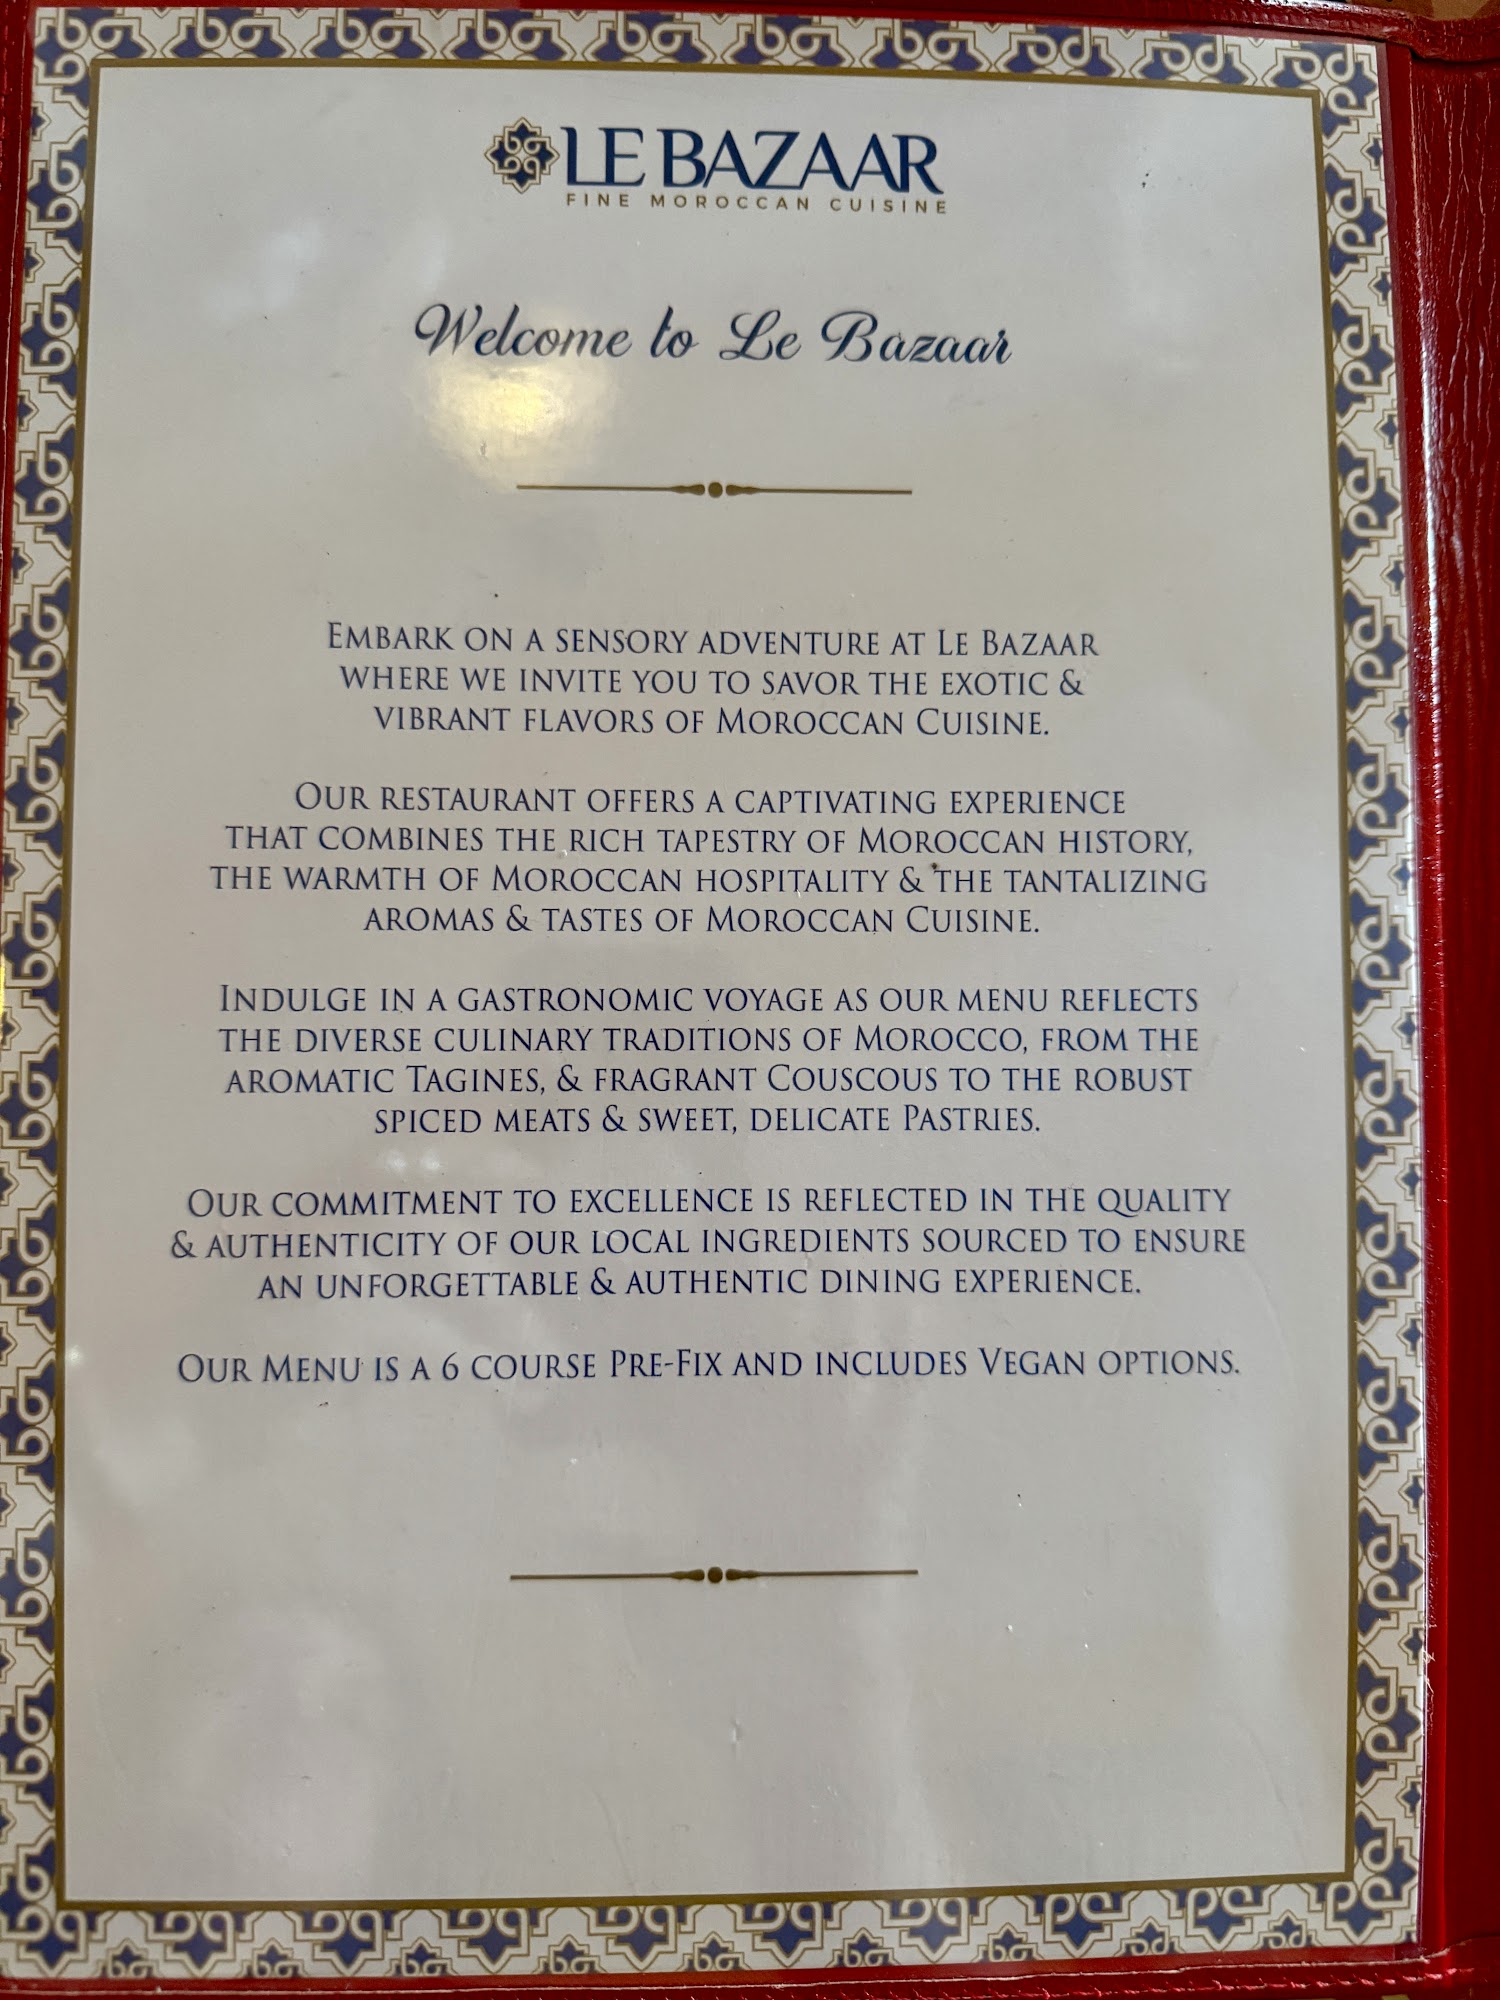 LE BAZAAR
FINE MOROCCAN CUISINE
Welcome to Le Bazaar
EMBARK ON A SENSORY ADVENTURE AT LE BAZAAR
WHERE WE INVITE YOU TO SAVOR THE EXOTIC &
VIBRANT FLAVORS OF MOROCCAN CUISINE.
OUR RESTAURANT OFFERS A CAPTIVATING EXPERIENCE
THAT COMBINES THE RICH TAPESTRY OF MOROCCAN HISTORY,
THE WARMTH OF MOROCCAN HOSPITALITY & THE TANTALIZING
AROMAS & TASTES OF MOROCCAN CUISINE.
INDULGE IN A GASTRONOMIC VOYAGE AS OUR MENU REFLECTS
THE DIVERSE CULINARY TRADITIONS OF MOROCCO, FROM THE
AROMATIC TAGINES, & FRAGRANT COUSCOUS TO THE ROBUST
SPICED MEATS & SWEET, DELICATE PASTRIES.
OUR COMMITMENT TO EXCELLENCE IS REFLECTED IN THE QUALITY
& AUTHENTICITY OF OUR LOCAL INGREDIENTS SOURCED TO ENSURE
AN UNFORGETTABLE & AUTHENTIC DINING EXPERIENCE.
OUR MENU IS A 6 COURSE PRE-FIX AND INCLUDES VEGAN OPTIONS.